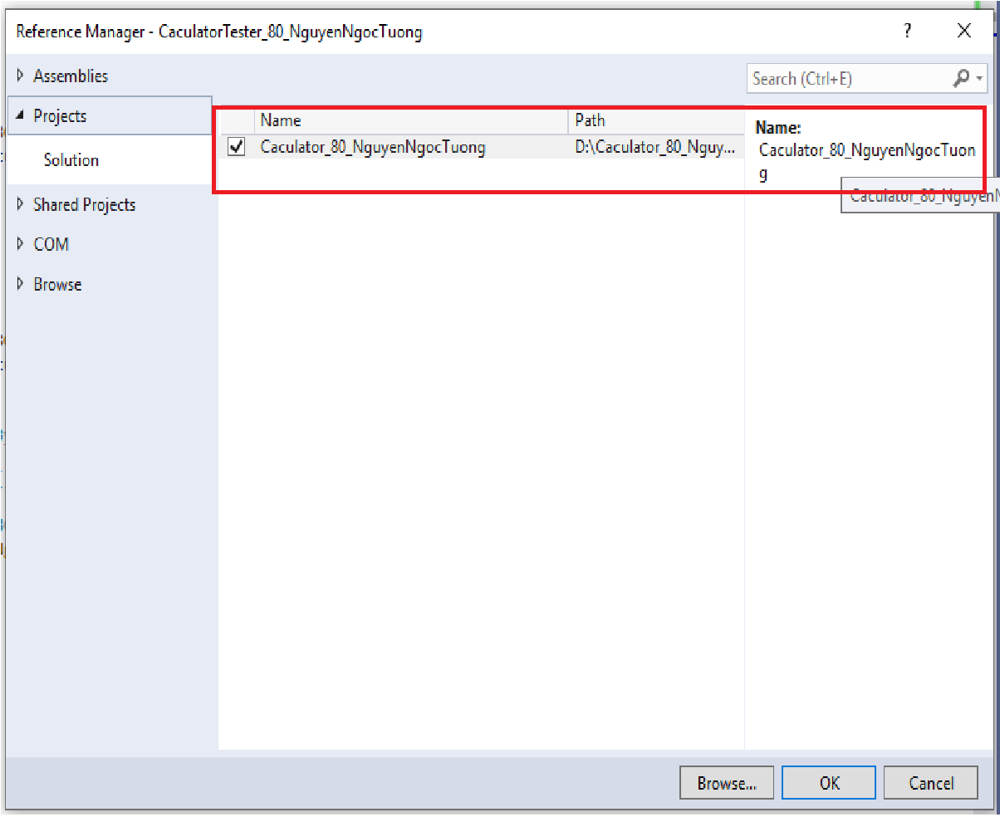 Reference Manager - CaculatorTester_80_NguyenNgocTuong
?
Assemblies
Search (Ctrl+E)
Projects
Solution
Shared Projects
COM
Browse
Name Path
Caculator_80_NguyenNgocTuong D:\Caculator_80_Nguy...
Name:
Caculator_80_NguyenNgocTuon
g
Caculator_80_Nguyen
Browse... OK Cancel